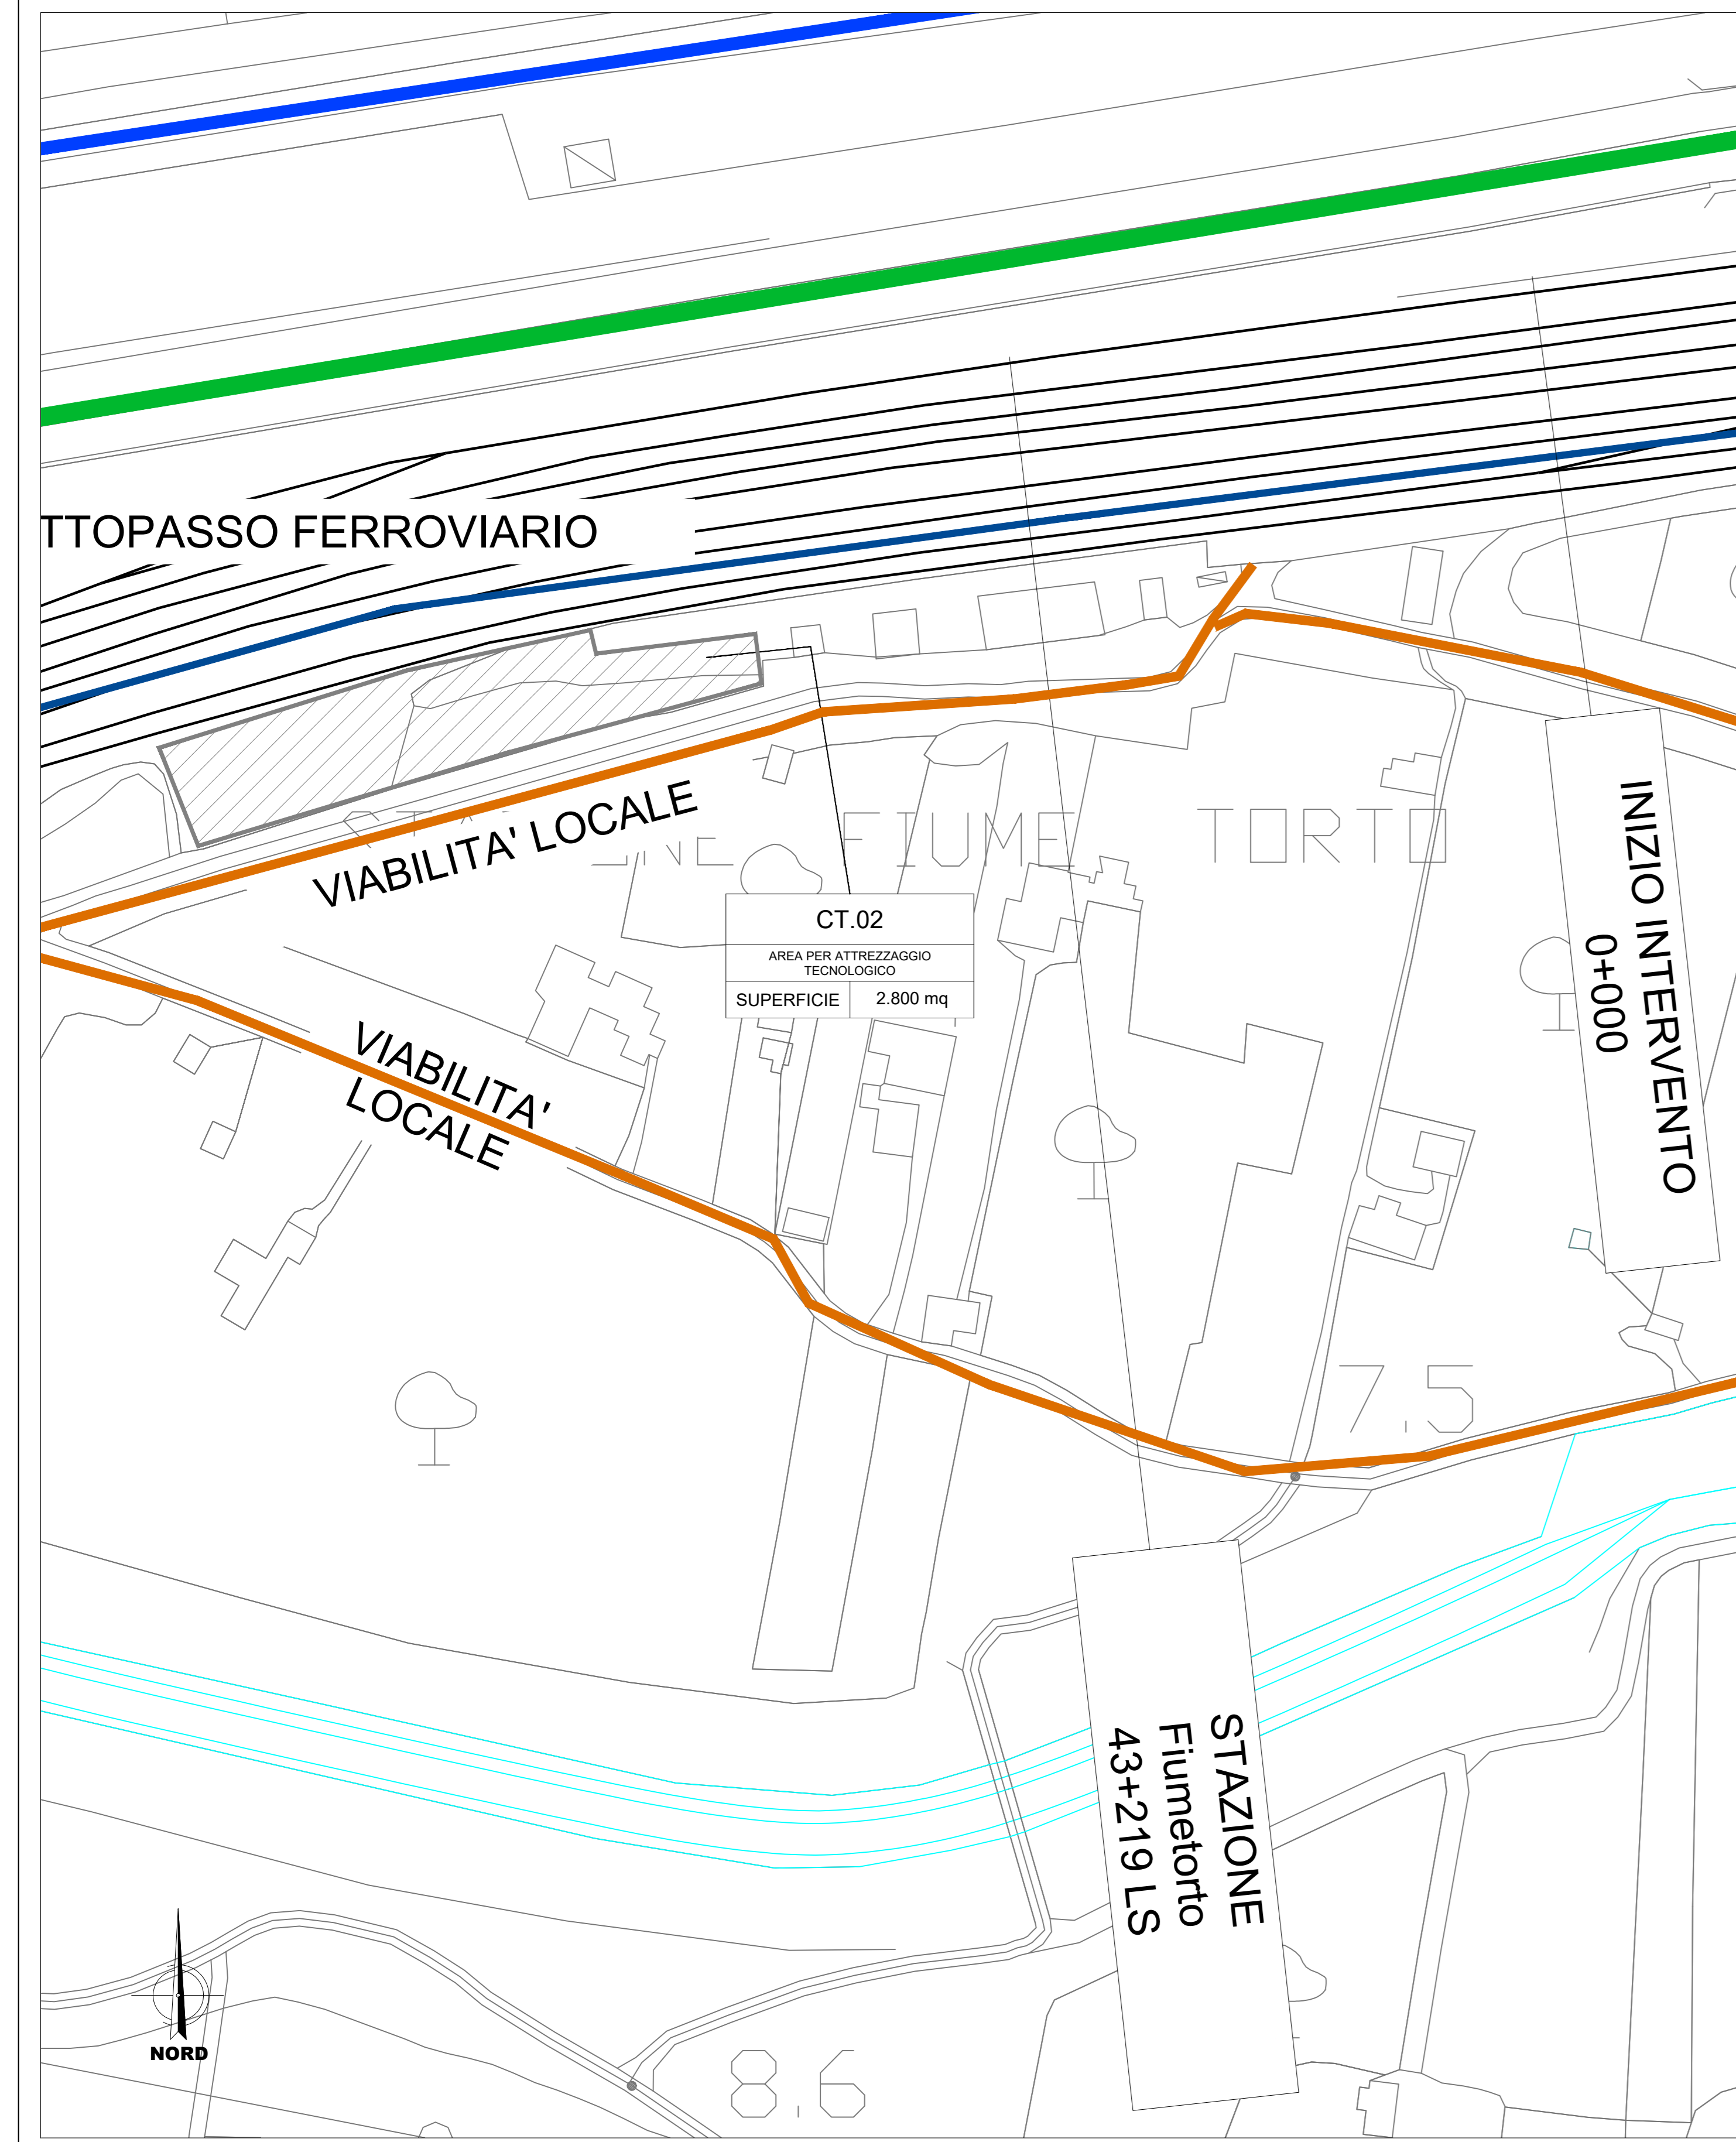 TTOPASSO FERROVIARIO
VIABILITA' LOCALE
FIUME TORTO
CT.02
AREA PER ATTREZZAGGIO
TECNOLOGICO
SUPERFICIE 2.800 mq
INIZIO INTERVENTO
0+000
VIABILITA'
LOCALE
7.5
STAZIONE
Fiumetorto
43+219 LS
NORD
8.6